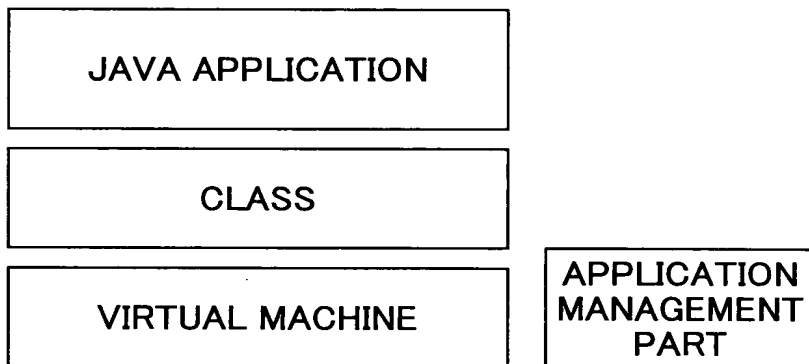 JAVA APPLICATION
CLASS
VIRTUAL MACHINE
APPLICATION
MANAGEMENT
PART